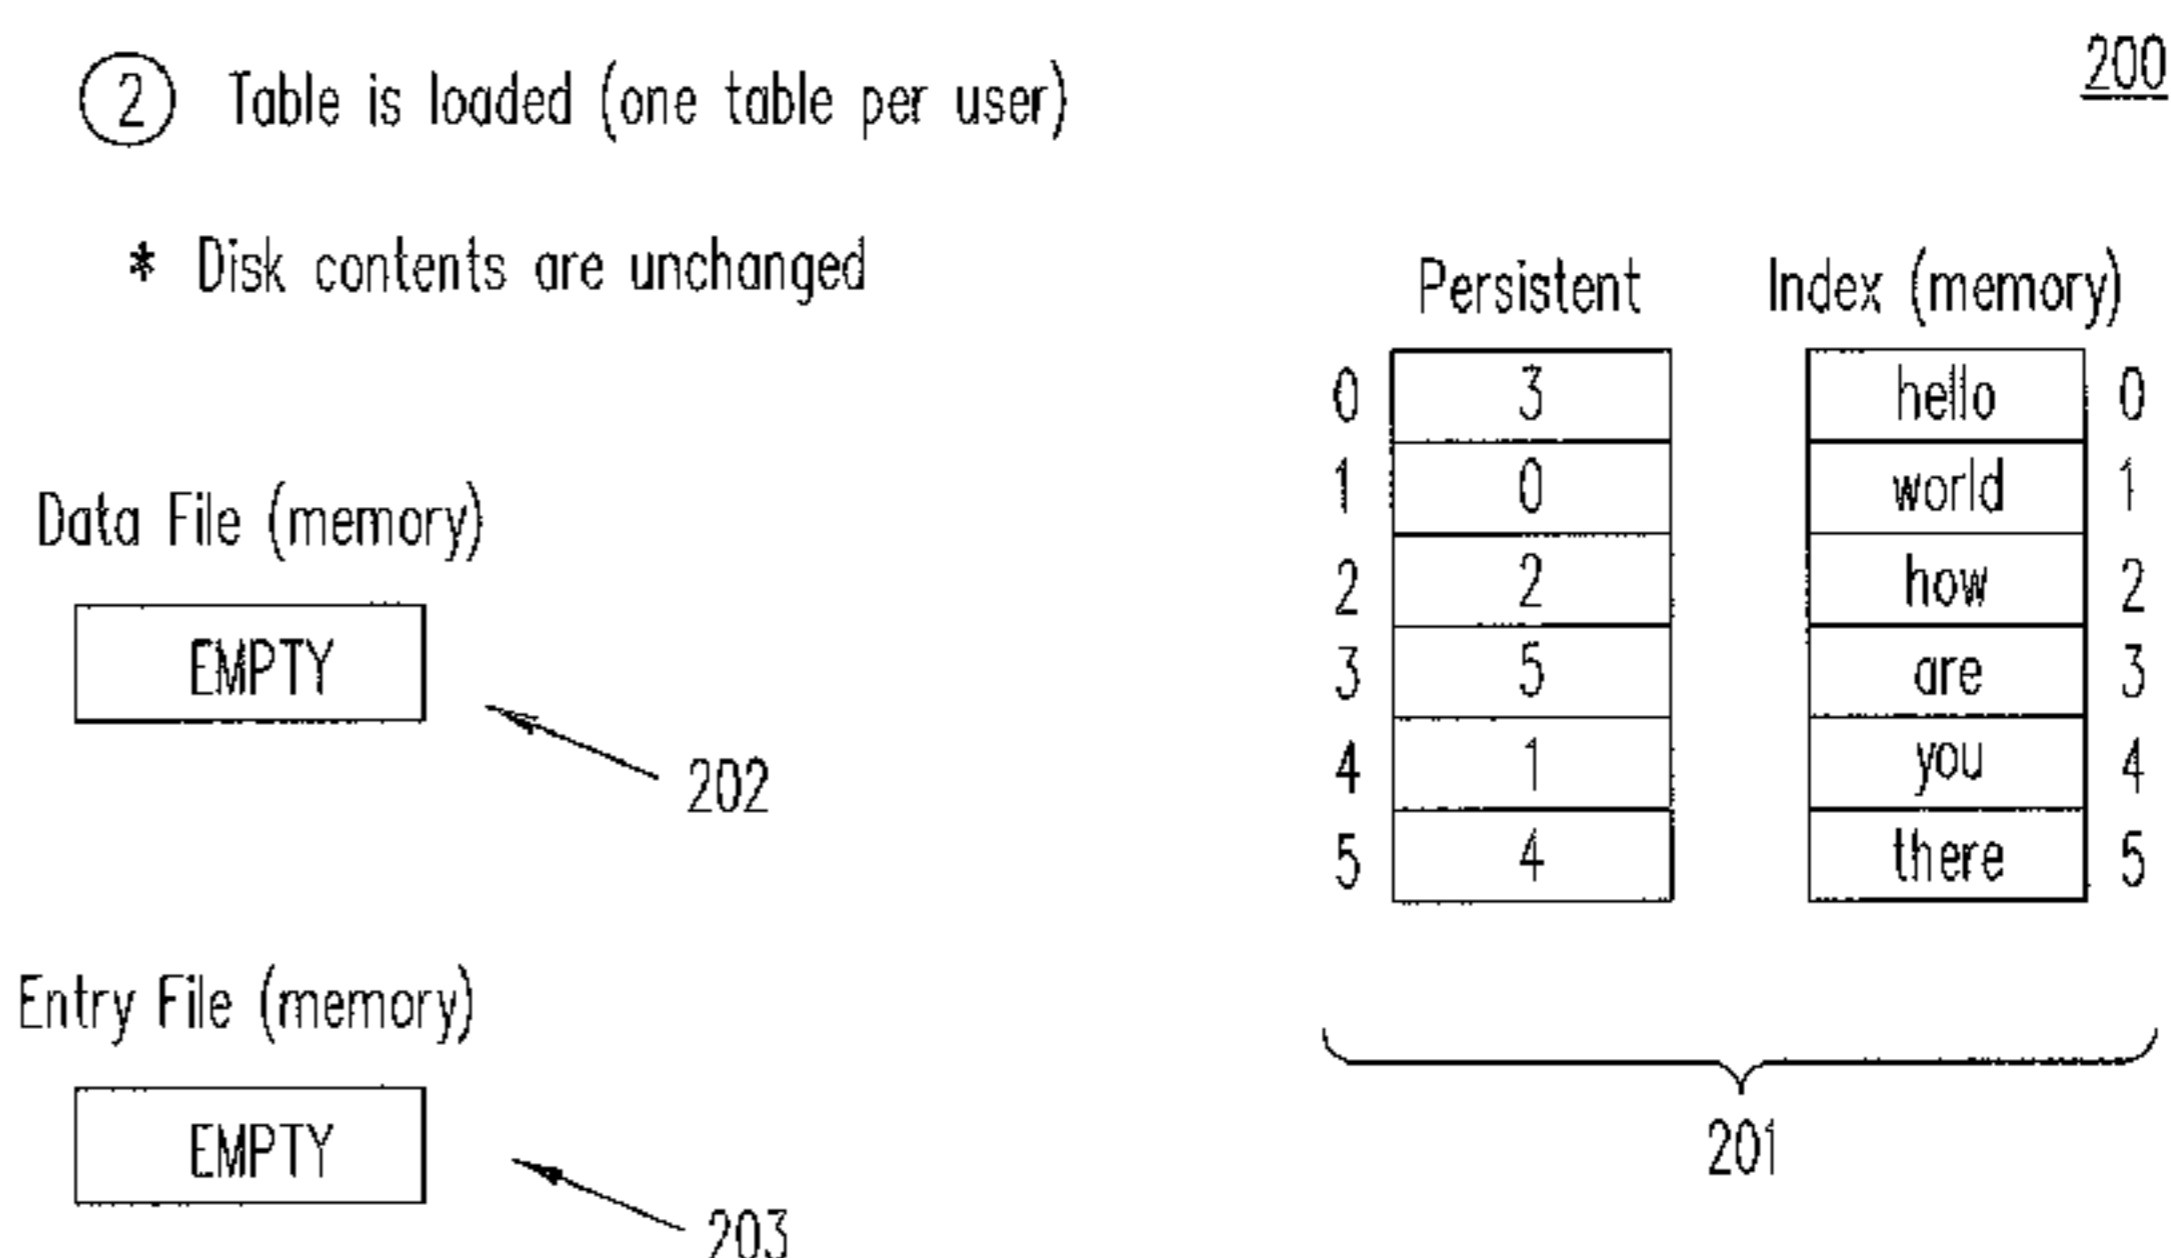 200
2 Table is loaded (one table per user)
* Disk contents are unchanged
Persistent Index (memory)
0 3 hello 0
1 0 world 1
2 2 how 2
3 5 are 3
4 1 you 4
5 4 there 5
201
Data File (memory)
EMPTY
202
Entry File (memory)
EMPTY
203